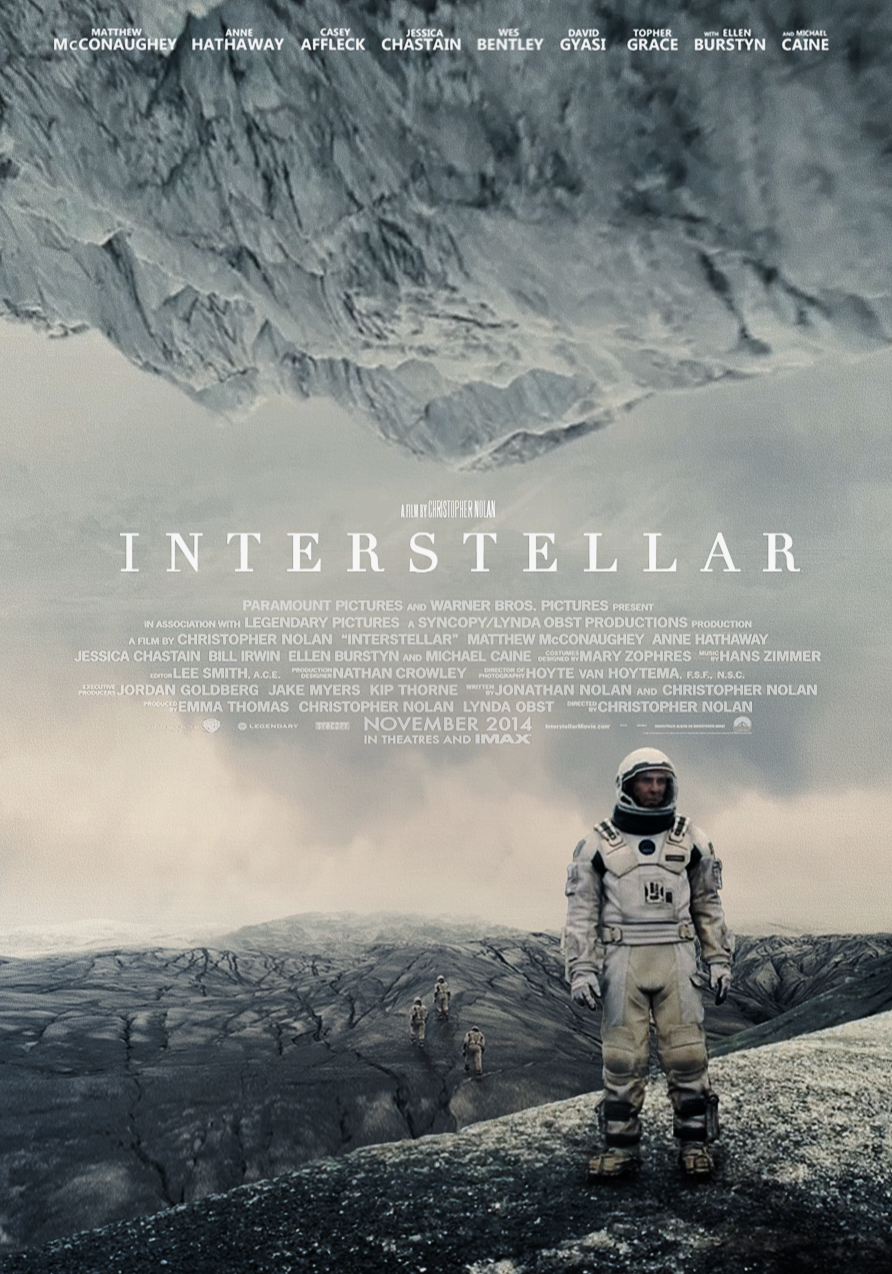 MATTHEW McCONAUGHEY ANNE HATHAWAY CASEY AFFLECK JESSICA CHASTAIN WES BENTLEY DAVID GYASI TOPHER GRACE WITH ELLEN BURSTYN AND MICHAEL CAINE
A FILM BY CHRISTOPHER NOLAN
INTERSTELLAR
PARAMOUNT PICTURES AND WARNER BROS. PICTURES PRESENT
IN ASSOCIATION WITH LEGENDARY PICTURES A SYNCOPY/LYNDA OBST PRODUCTIONS PRODUCTION
A FILM BY CHRISTOPHER NOLAN "INTERSTELLAR" MATTHEW McCONAUGHEY ANNE HATHAWAY
JESSICA CHASTAIN BILL IRWIN ELLEN BURSTYN AND MICHAEL CAINE COSTUMES DESIGNED BY MARY ZOPHRES MUSIC BY HANS ZIMMER
EDITOR LEE SMITH, A.C.E. PRODUCTION DESIGNER NATHAN CROWLEY DIRECTOR OF PHOTOGRAPHY HOYTE VAN HOYTEMA, F.S.F., N.S.C.
EXECUTIVE PRODUCERS JORDAN GOLDBERG JAKE MYERS KIP THORNE WRITTEN BY JONATHAN NOLAN AND CHRISTOPHER NOLAN
PRODUCED BY EMMA THOMAS CHRISTOPHER NOLAN LYNDA OBST DIRECTED BY CHRISTOPHER NOLAN
LEGENDARY SYNCOPY NOVEMBER 2014 InterstellarMovie.com
IN THEATRES AND IMAX